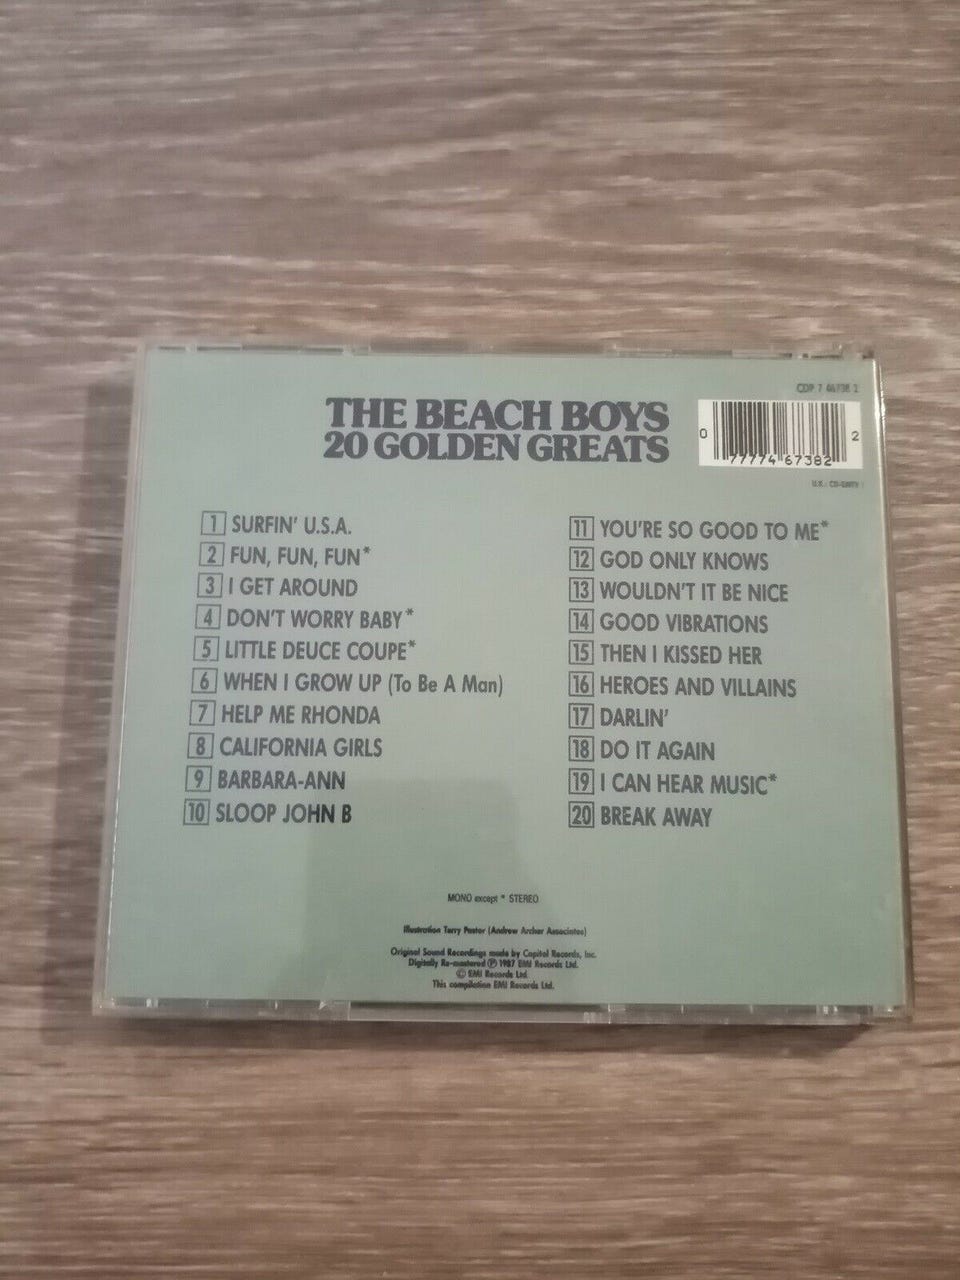 CDP 7 46738 2
THE BEACH BOYS
20 GOLDEN GREATS
0 77774 67382 2
U.K.:
1 SURFIN' U.S.A.
2 FUN, FUN, FUN*
3 I GET AROUND
4 DON'T WORRY BABY*
5 LITTLE DEUCE COUPE*
6 WHEN I GROW UP (To Be A Man)
7 HELP ME RHONDA
8 CALIFORNIA GIRLS
9 BARBARA-ANN
10 SLOOP JOHN B
11 YOU'RE SO GOOD TO ME*
12 GOD ONLY KNOWS
13 WOULDN'T IT BE NICE
14 GOOD VIBRATIONS
15 THEN I KISSED HER
16 HEROES AND VILLAINS
17 DARLIN'
18 DO IT AGAIN
19 I CAN HEAR MUSIC*
20 BREAK AWAY
MONO except * STEREO
Illustration Terry Pastor (Andrew Archer Associates)
Original Sound Recordings made by Capitol Records, Inc.
Digitally Re-mastered ℗ 1987 EMI Records Ltd.
© EMI Records Ltd.
This compilation EMI Records Ltd.